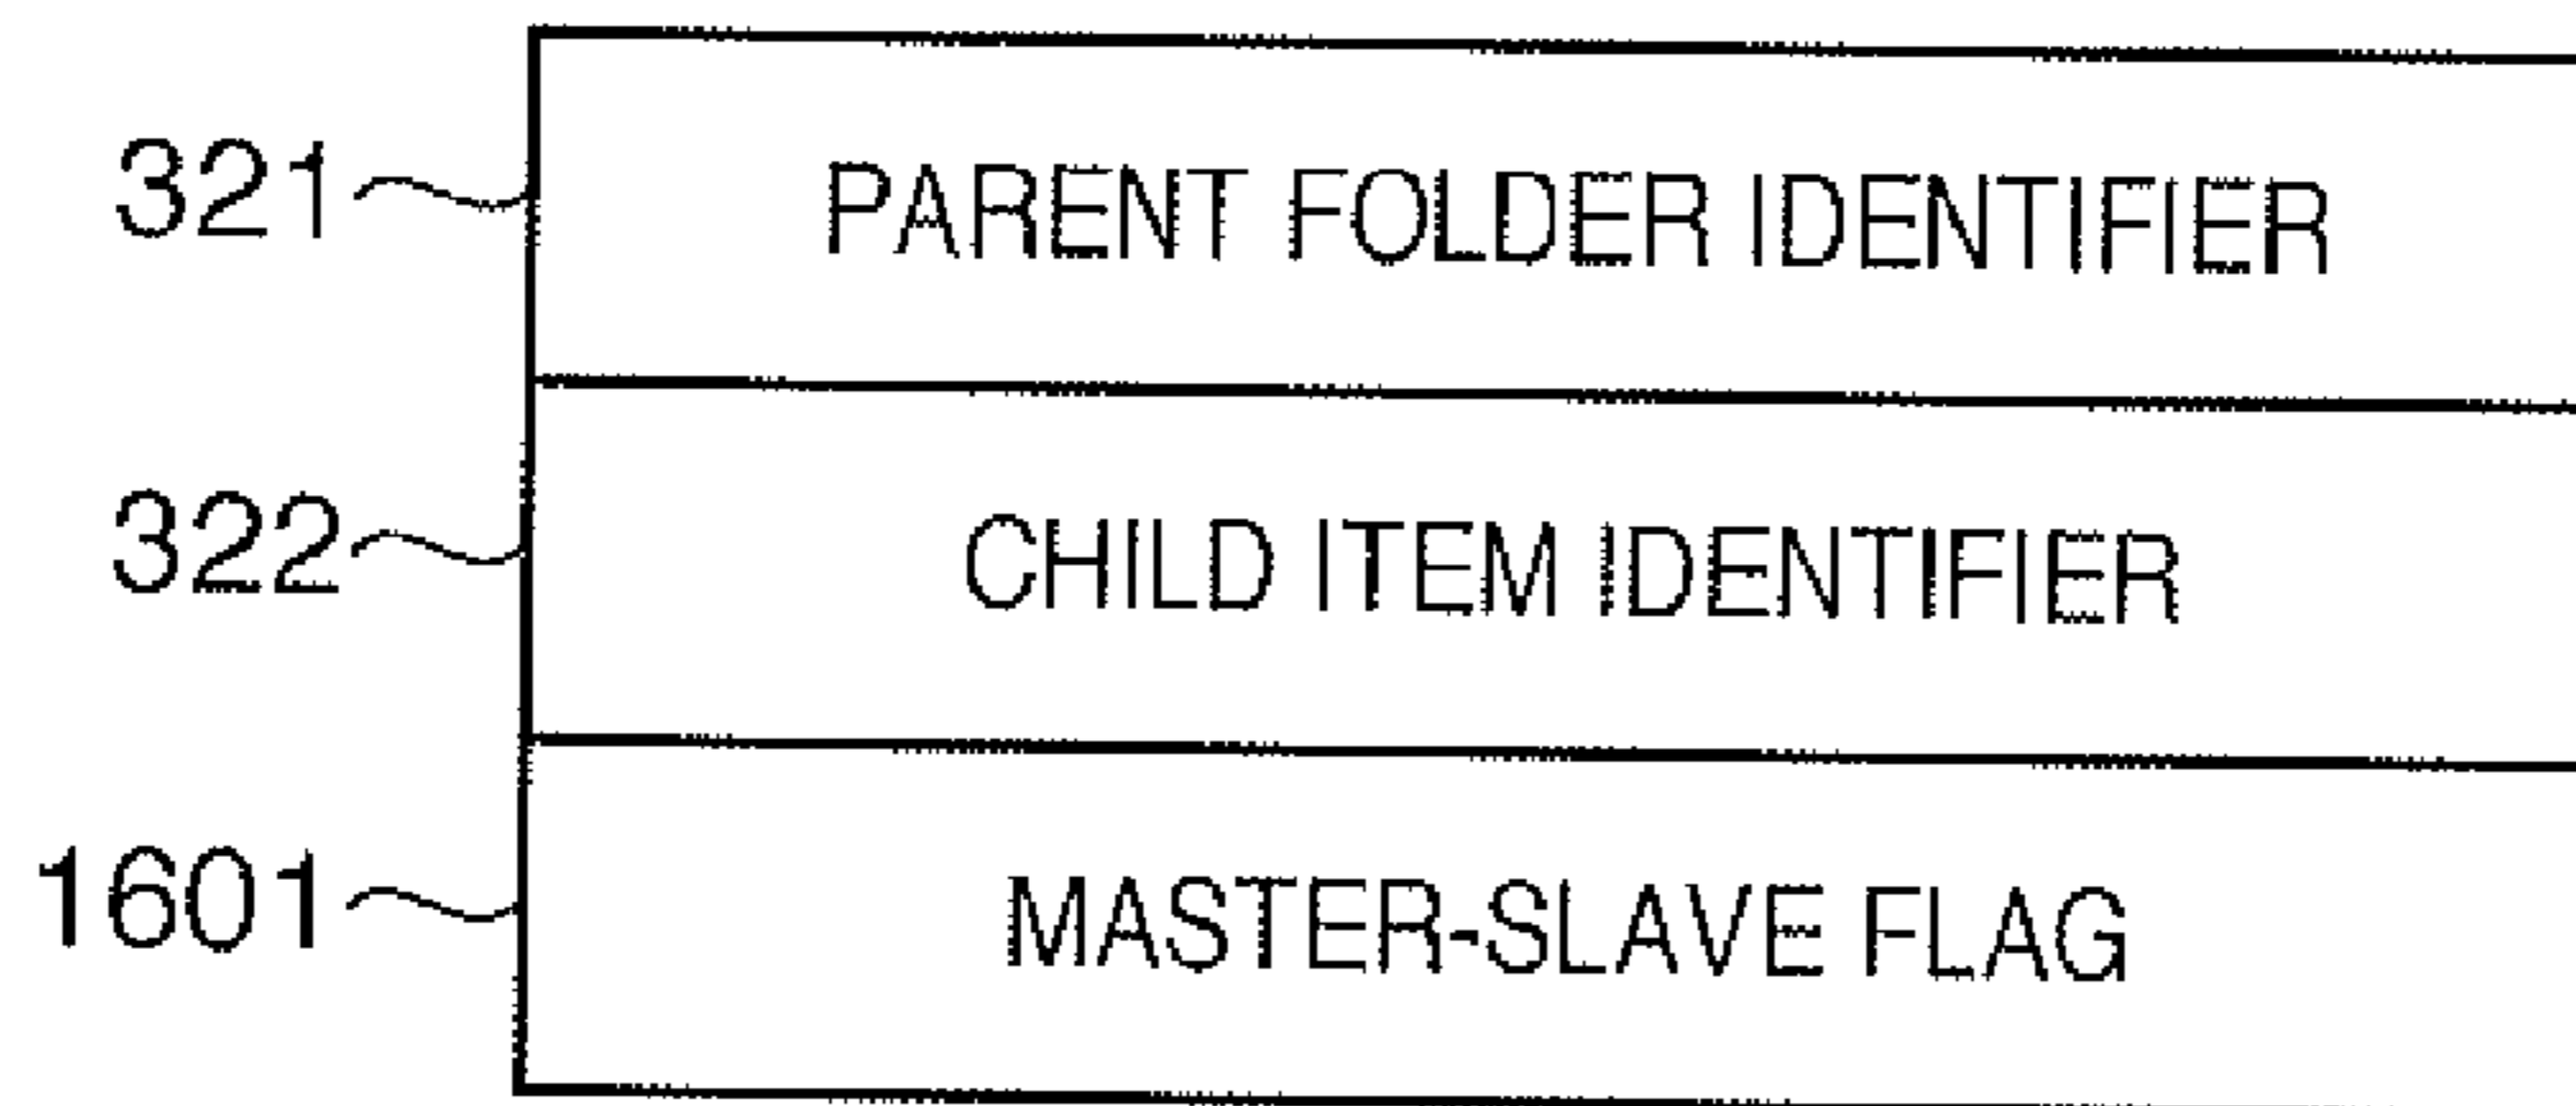 321 PARENT FOLDER IDENTIFIER
322 CHILD ITEM IDENTIFIER
1601 MASTER-SLAVE FLAG